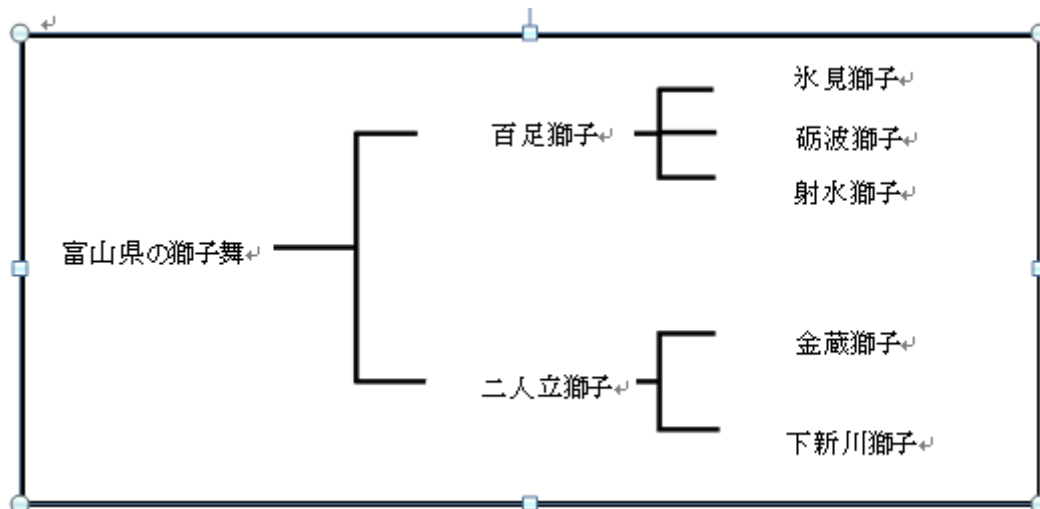 氷見獅子
百足獅子
砺波獅子
射水獅子
富山県の獅子舞
金蔵獅子
二人立獅子
下新川獅子